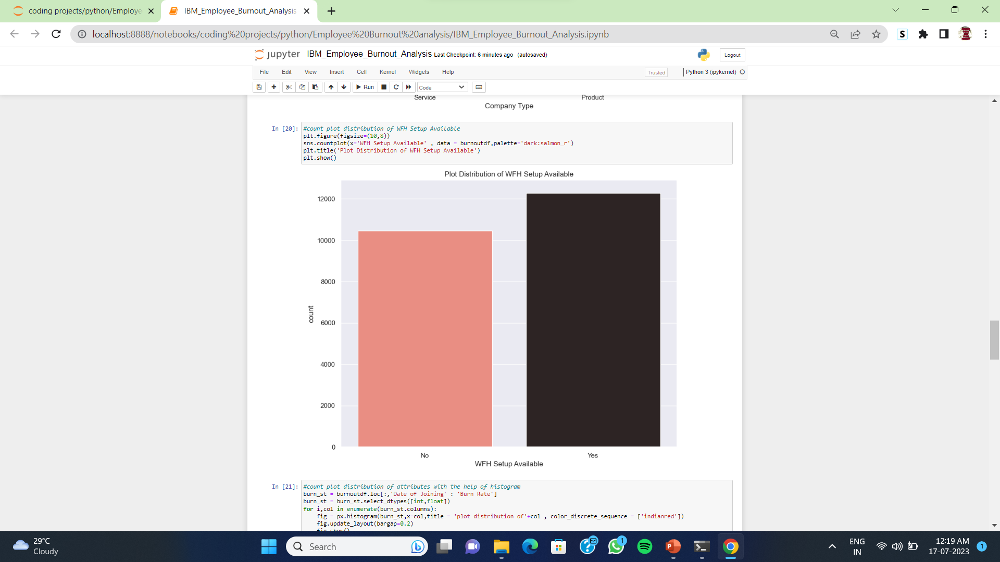 coding projects/python/Employe
IBM_Employee_Burnout_Analysis
localhost:8888/notebooks/coding%20projects/python/Employee%20Burnout%20analysis/IBM_Employee_Burnout_Analysis.ipynb
S
jupyter IBM_Employee_Burnout_Analysis Last Checkpoint: 6 minutes ago (autosaved)
Logout
File Edit View Insert Cell Kernel Widgets Help
Trusted
Python 3 (ipykernel)
Run
Code
Service Product
Company Type
In [20]:
#count plot distribution of WFH Setup Available
plt.figure(figsize=(10,8))
sns.countplot(x='WFH Setup Available' , data = burnoutdf,palette='dark:salmon_r')
plt.title('Plot Distribution of WFH Setup Available')
plt.show()
Plot Distribution of WFH Setup Available
12000
10000
8000
6000
4000
2000
0
count
No Yes
WFH Setup Available
In [21]:
#count plot distribution of attributes with the help of histogram
burn_st = burnoutdf.loc[:,'Date of Joining' : 'Burn Rate']
burn_st = burn_st.select_dtypes([int,float])
for i,col in enumerate(burn_st.columns):
fig = px.histogram(burn_st,x=col,title = 'plot distribution of'+col , color_discrete_sequence = ['indianred'])
fig.update_layout(bargap=0.2)
fig.show()
29°C
Cloudy
Search
1
ENG
IN
12:19 AM
17-07-2023
1